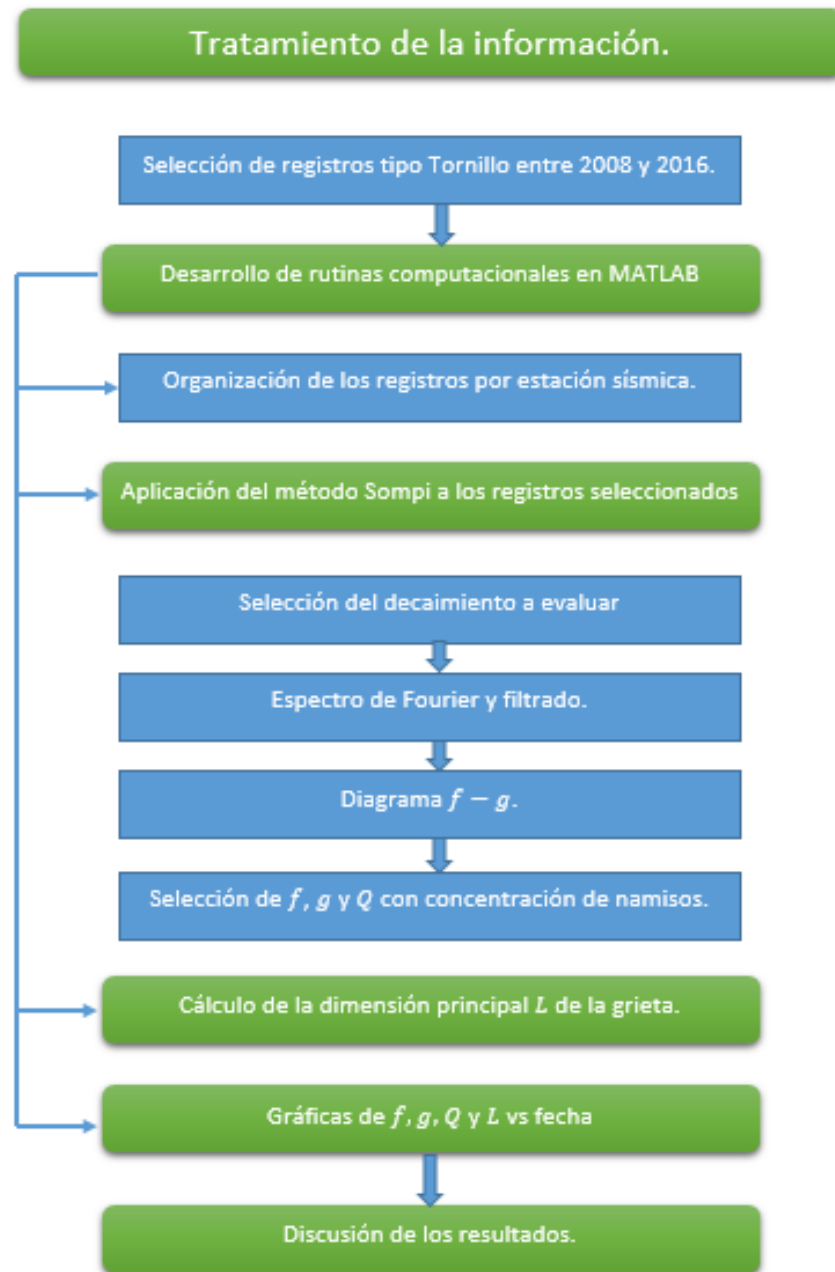 Tratamiento de la información.
Selección de registros tipo Tornillo entre 2008 y 2016.
Desarrollo de rutinas computacionales en MATLAB
Organización de los registros por estación sísmica.
Aplicación del método Sompi a los registros seleccionados
Selección del decaimiento a evaluar
Espectro de Fourier y filtrado.
Diagrama f − g.
Selección de f, g y Q con concentración de namisos.
Cálculo de la dimensión principal L de la grieta.
Gráficas de f, g, Q y L vs fecha
Discusión de los resultados.